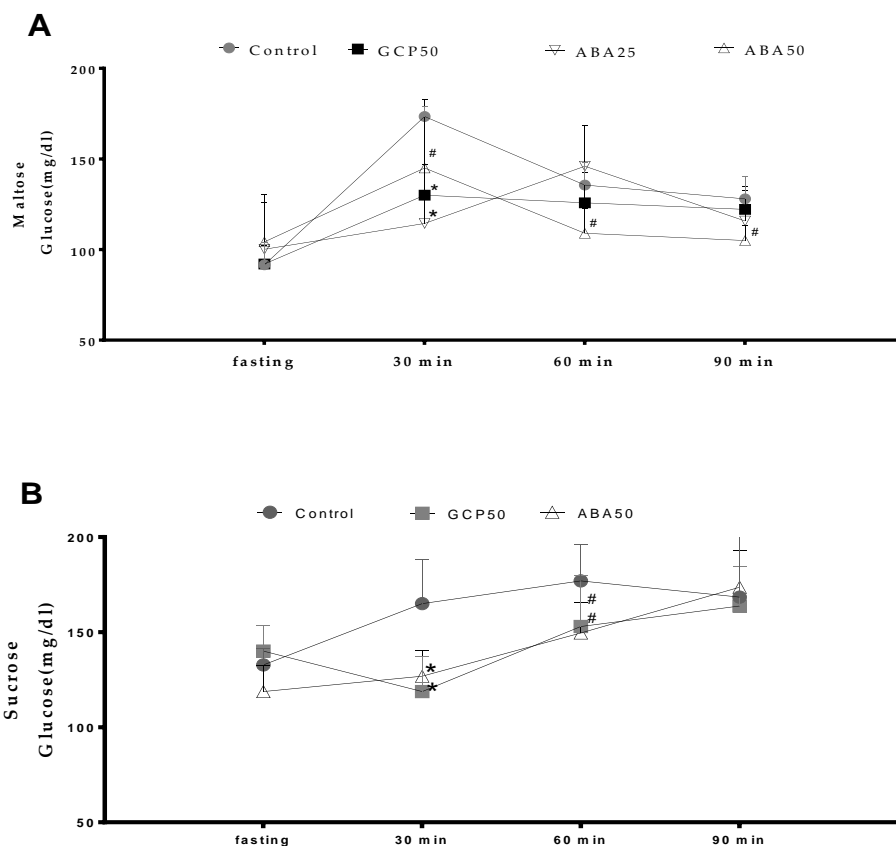 A
Control GCP50 ABA25 ABA50
Maltose
Glucose(mg/dl)
200
150
100
50
#
*
*
#
#
fasting 30 min 60 min 90 min
B
Control GCP50 ABA50
Sucrose
Glucose(mg/dl)
200
150
100
50
*
*
#
#
fasting 30 min 60 min 90 min